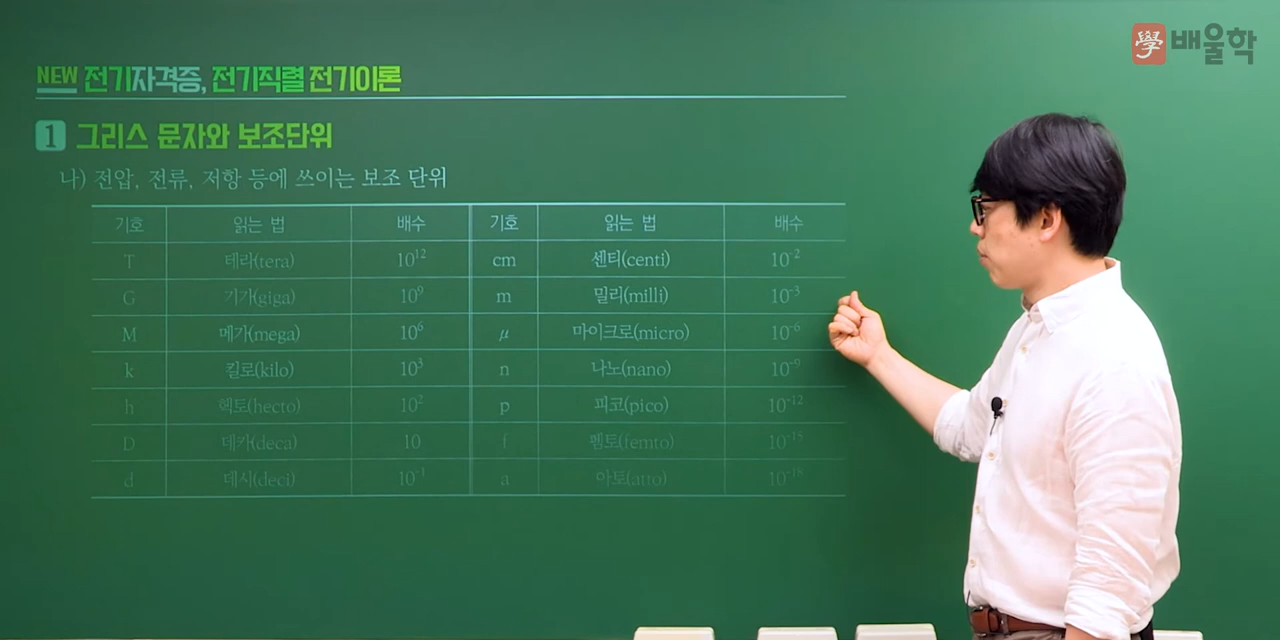 學 배울학
NEW 전기자격증, 전기직렬 전기이론
1 그리스 문자와 보조단위
나) 전압, 전류, 저항 등에 쓰이는 보조 단위
기호 읽는 법 배수 기호 읽는 법 배수
T 테라(tera) 10¹² cm 센티(centi) 10⁻²
G 기가(giga) 10⁹ m 밀리(milli) 10⁻³
M 메가(mega) 10⁶ μ 마이크로(micro) 10⁻⁶
k 킬로(kilo) 10³ n 나노(nano) 10⁻⁹
h 헥토(hecto) 10² p 피코(pico) 10⁻¹²
D 데카(deca) 10 f 펨토(femto) 10⁻¹⁵
d 데시(deci) 10⁻¹ a 아토(atto) 10⁻¹⁸